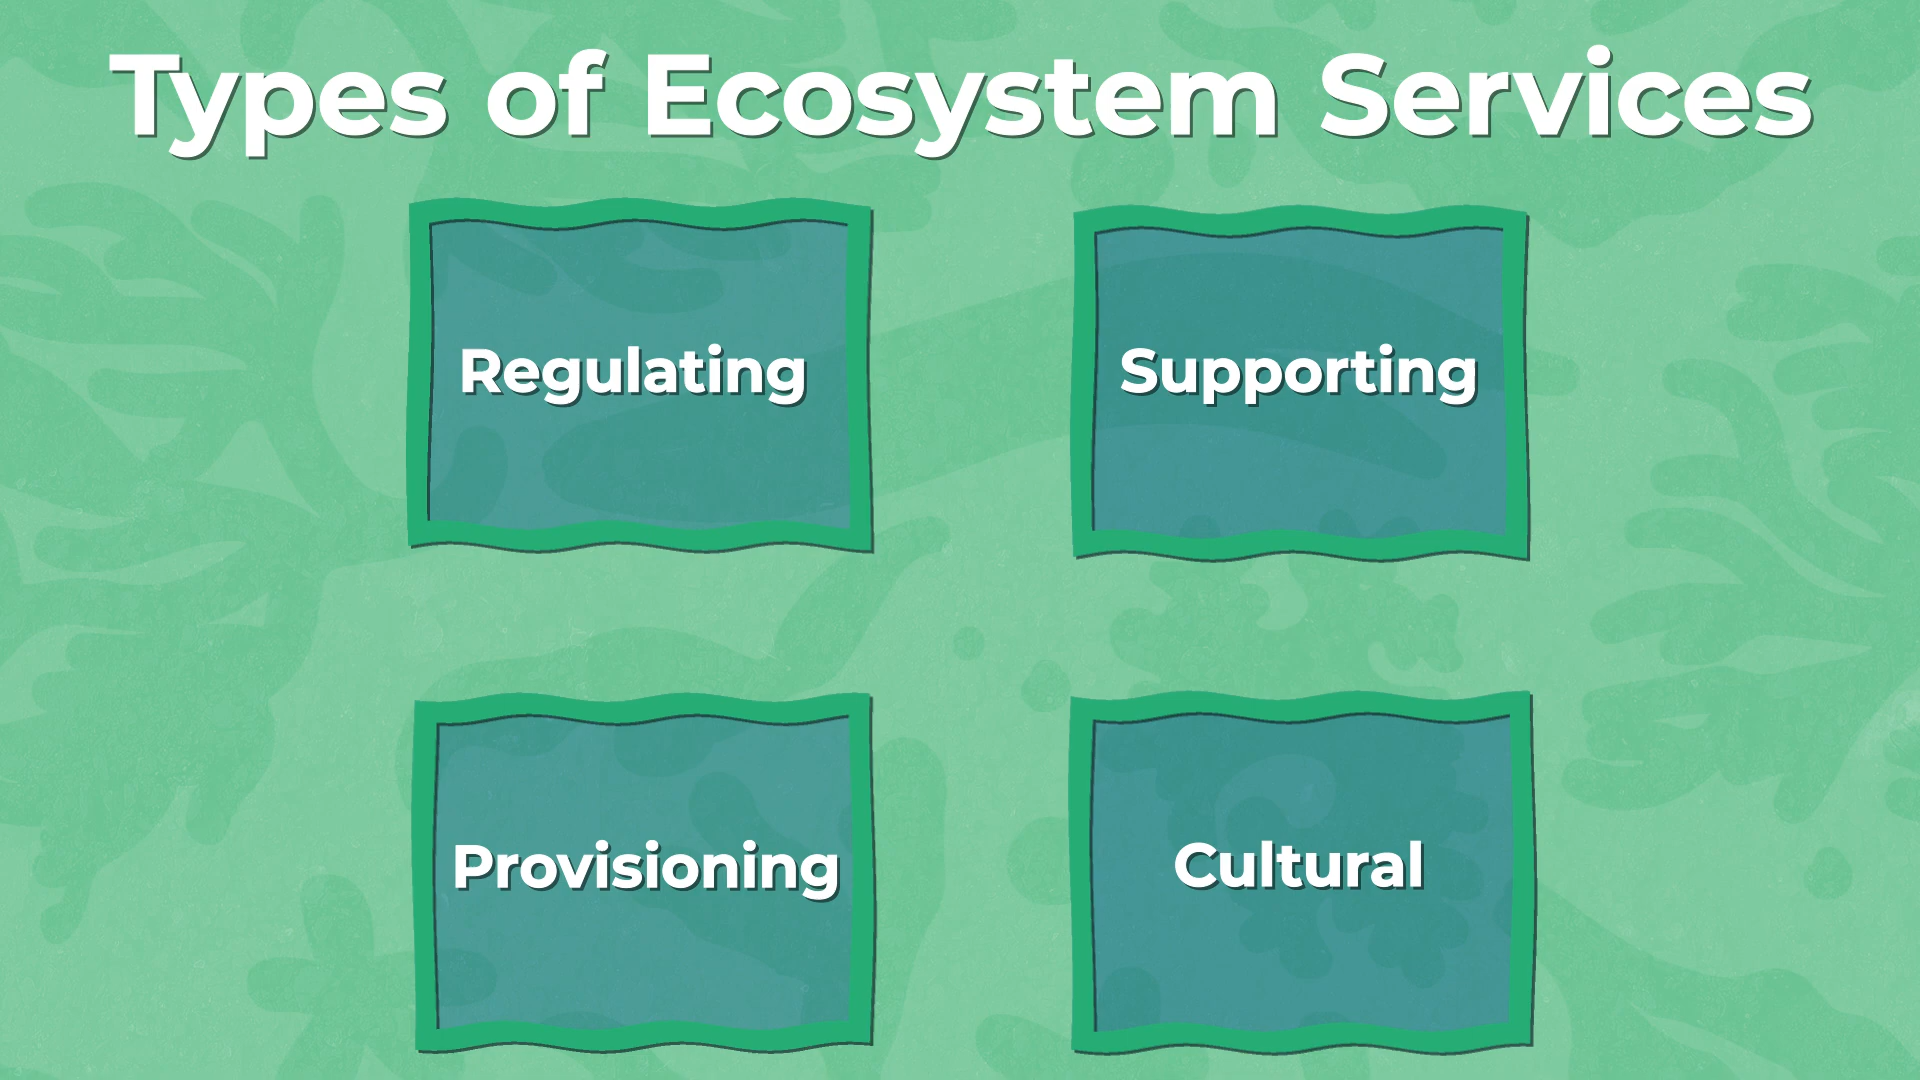 Types of Ecosystem Services
Regulating
Supporting
Provisioning
Cultural